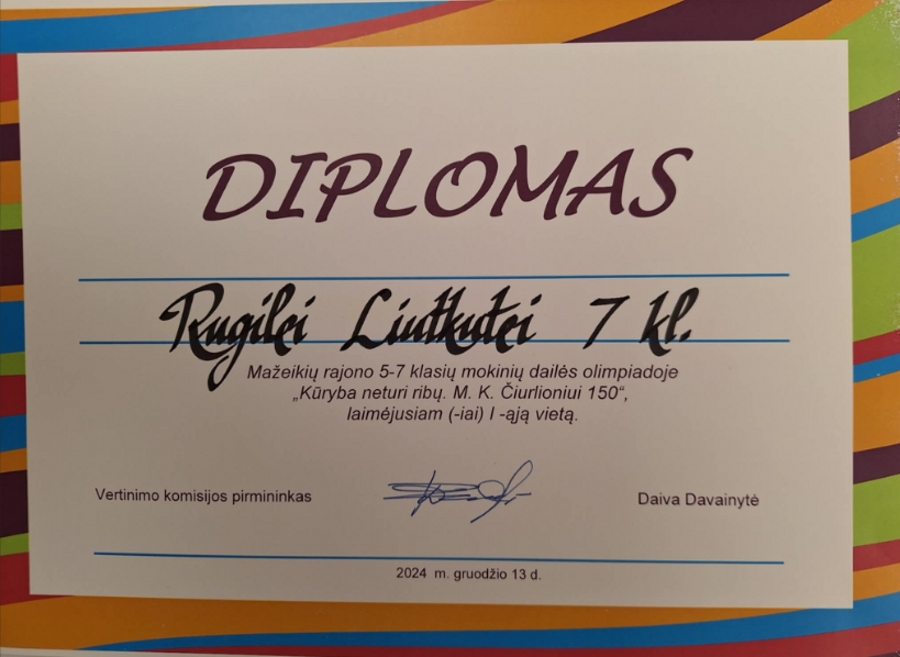 DIPLOMAS
Rugilei Liutkutei 7 kl.
Mažeikių rajono 5-7 klasių mokinių dailės olimpiadoje
„Kūryba neturi ribų. M. K. Čiurlioniui 150“,
laimėjusiam (-iai) I -ąją vietą.
Vertinimo komisijos pirmininkas Daiva Davainytė
2024 m. gruodžio 13 d.